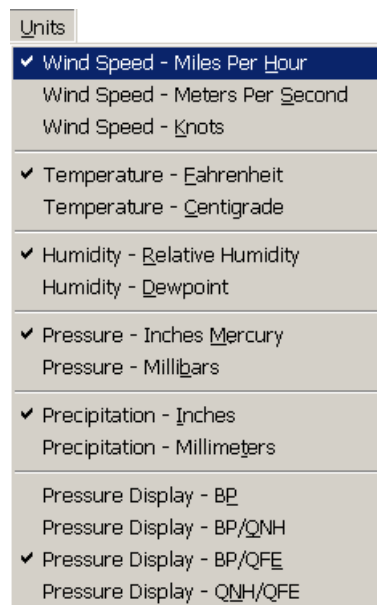 Units
Wind Speed - Miles Per Hour
Wind Speed - Meters Per Second
Wind Speed - Knots
Temperature - Fahrenheit
Temperature - Centigrade
Humidity - Relative Humidity
Humidity - Dewpoint
Pressure - Inches Mercury
Pressure - Millibars
Precipitation - Inches
Precipitation - Millimeters
Pressure Display - BP
Pressure Display - BP/QNH
Pressure Display - BP/QFE
Pressure Display - QNH/QFE